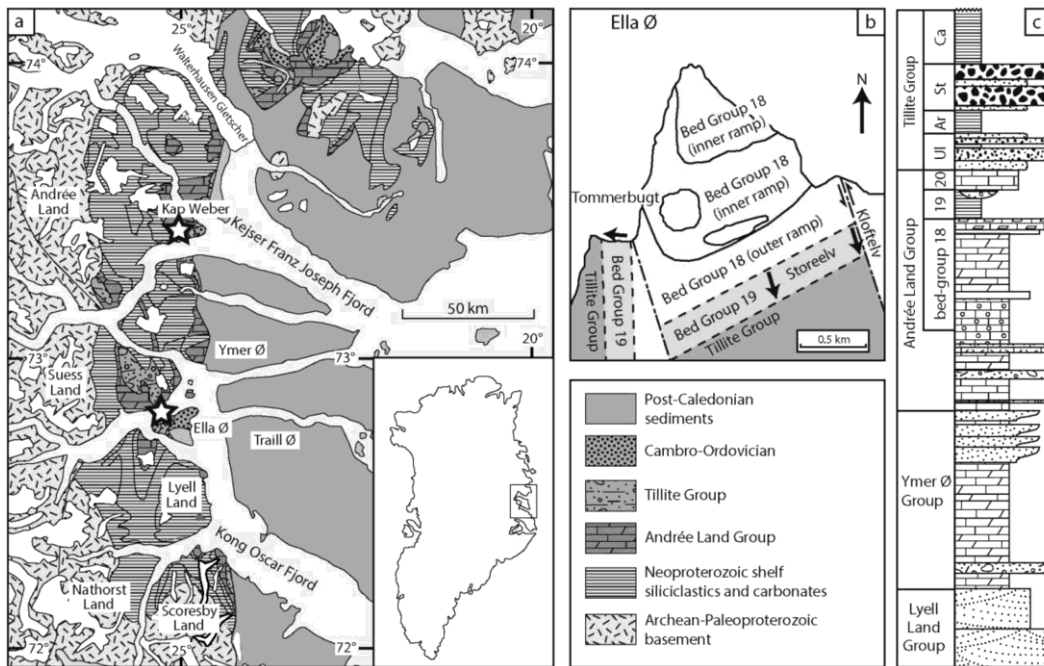 a
25°
20°
74°
74°
Walterhausen Gletscher
Andrée
Land
Kap Weber
Kejser Franz Joseph Fjord
50 km
73°
73°
20°
Ymer Ø
Suess
Land
Ella Ø
Traill Ø
Lyell
Land
Kong Oscar Fjord
Nathorst
Land
Scoresby
Land
72°
25°
72°
b
Ella Ø
N
Bed Group 18
(inner ramp)
Tommerbugt
Bed Group 18
(inner ramp)
Kloftelv
Bed Group 18 (outer ramp)
Storeelv
Bed Group 19
Tillite Group
Tillite Group
Bed Group 19
0.5 km
Post-Caledonian
sediments
Cambro-Ordovician
Tillite Group
Andrée Land Group
Neoproterozoic shelf
siliciclastics and carbonates
Archean-Paleoproterozoic
basement
c
Tillite Group
Ca
St
Ar
Ul
Andrée Land Group
20
19
bed-group 18
Ymer Ø
Group
Lyell
Land
Group